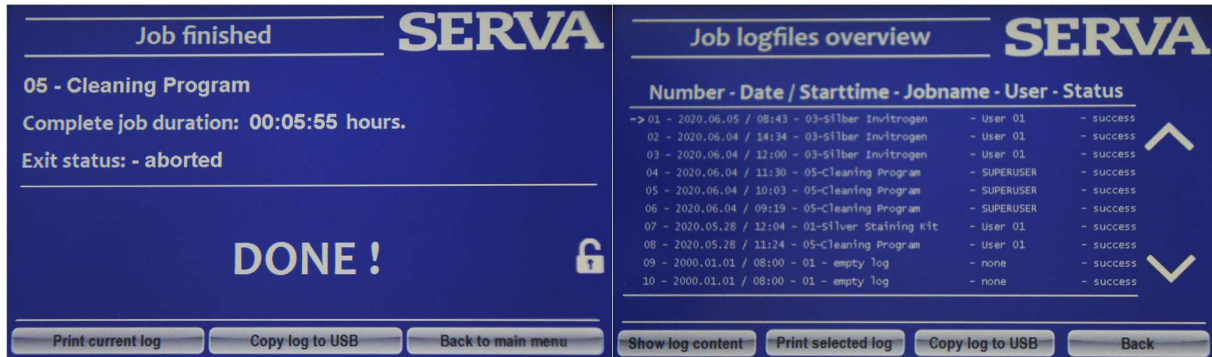 Job finished
SERVA
05 - Cleaning Program
Complete job duration: 00:05:55 hours.
Exit status: - aborted
DONE !
Print current log
Copy log to USB
Back to main menu
Job logfiles overview
SERVA
Number - Date / Starttime - Jobname - User - Status
-> 01 - 2020.06.05 / 08:43 - 03-Silber Invitrogen - User 01 - success
02 - 2020.06.04 / 14:34 - 03-Silber Invitrogen - User 01 - success
03 - 2020.06.04 / 12:00 - 03-Silber Invitrogen - User 01 - success
04 - 2020.06.04 / 11:30 - 05-Cleaning Program - SUPERUSER - success
05 - 2020.06.04 / 10:03 - 05-Cleaning Program - SUPERUSER - success
06 - 2020.06.04 / 09:19 - 05-Cleaning Program - SUPERUSER - success
07 - 2020.05.28 / 12:04 - 01-Silver Staining Kit - User 01 - success
08 - 2020.05.28 / 11:24 - 05-Cleaning Program - User 01 - success
09 - 2000.01.01 / 08:00 - 01 - empty log - none - success
10 - 2000.01.01 / 08:00 - 01 - empty log - none - success
Show log content
Print selected log
Copy log to USB
Back